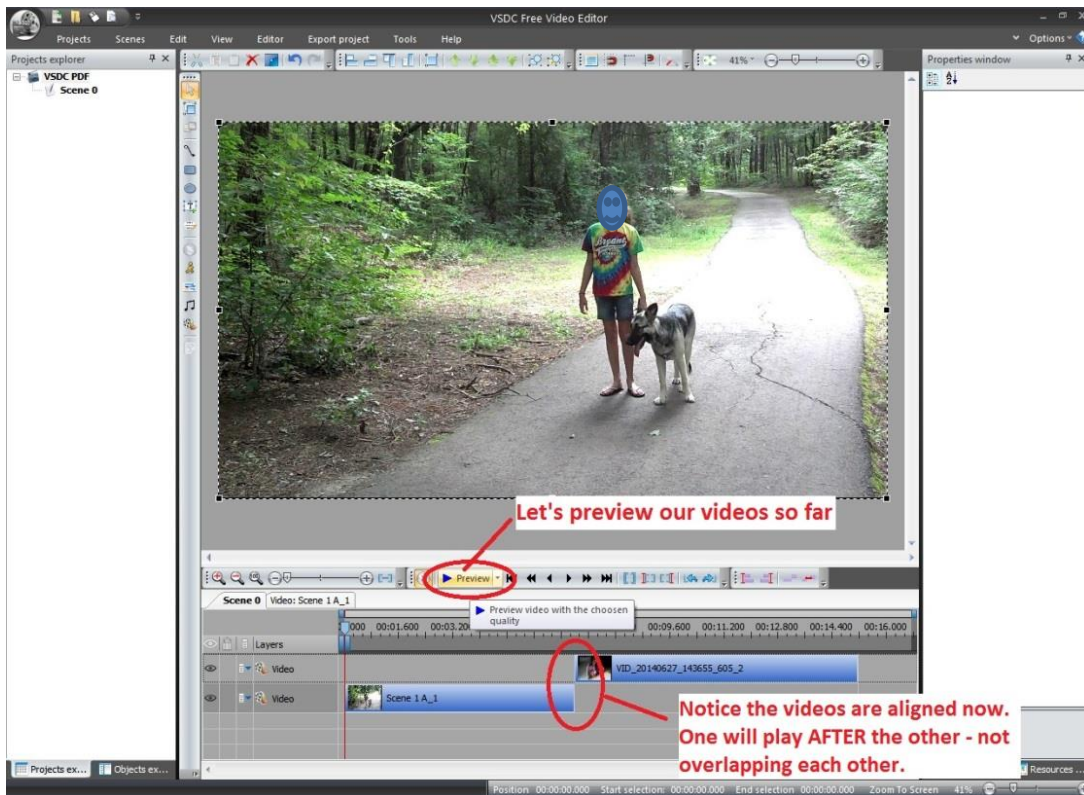 VSDC Free Video Editor
Projects Scenes Edit View Editor Export project Tools Help
Options
Projects explorer
41%
Properties window
VSDC PDF
Scene 0
Let's preview our videos so far
Preview
Scene 0 Video: Scene 1 A_1
Preview video with the choosen
quality
000 00:01.600 00:03.20 00:09.600 00:11.200 00:12.800 00:14.400 00:16.000
Layers
Video VID_20140627_143655_605_2
Video Scene 1 A_1
Notice the videos are aligned now.
One will play AFTER the other - not
overlapping each other.
Projects ex... Objects ex... Resources ...
Position 00:00:00.000 Start selection: 00:00:00.000 End selection 00:00:00.000 Zoom To Screen 41%